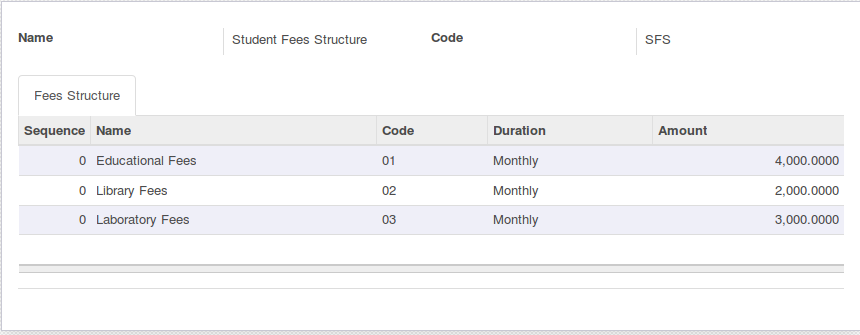 Name Student Fees Structure Code SFS
Fees Structure
Sequence Name Code Duration Amount
0 Educational Fees 01 Monthly 4,000.0000
0 Library Fees 02 Monthly 2,000.0000
0 Laboratory Fees 03 Monthly 3,000.0000